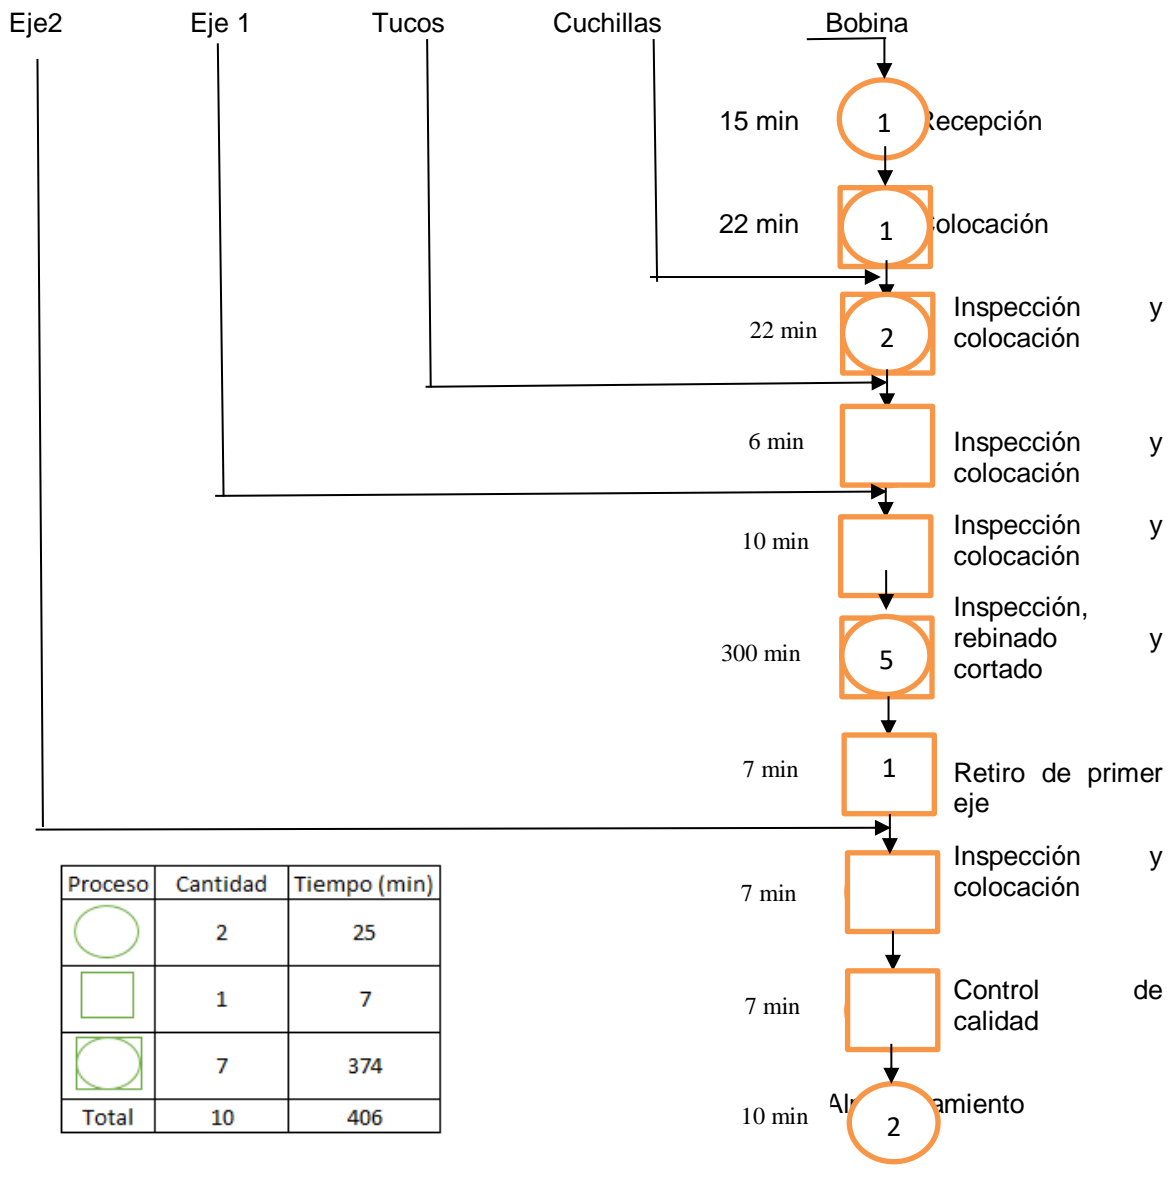 Eje2 Eje 1 Tucos Cuchillas Bobina
15 min 1 Recepción
22 min 1 Colocación
22 min 2 Inspección y
colocación
6 min Inspección y
colocación
10 min Inspección y
colocación
300 min 5 Inspección,
rebinado y
cortado
7 min 1 Retiro de primer
eje
7 min Inspección y
colocación
7 min Control de
calidad
10 min 2
Proceso Cantidad Tiempo (min)
2 25
1 7
7 374
Total 10 406